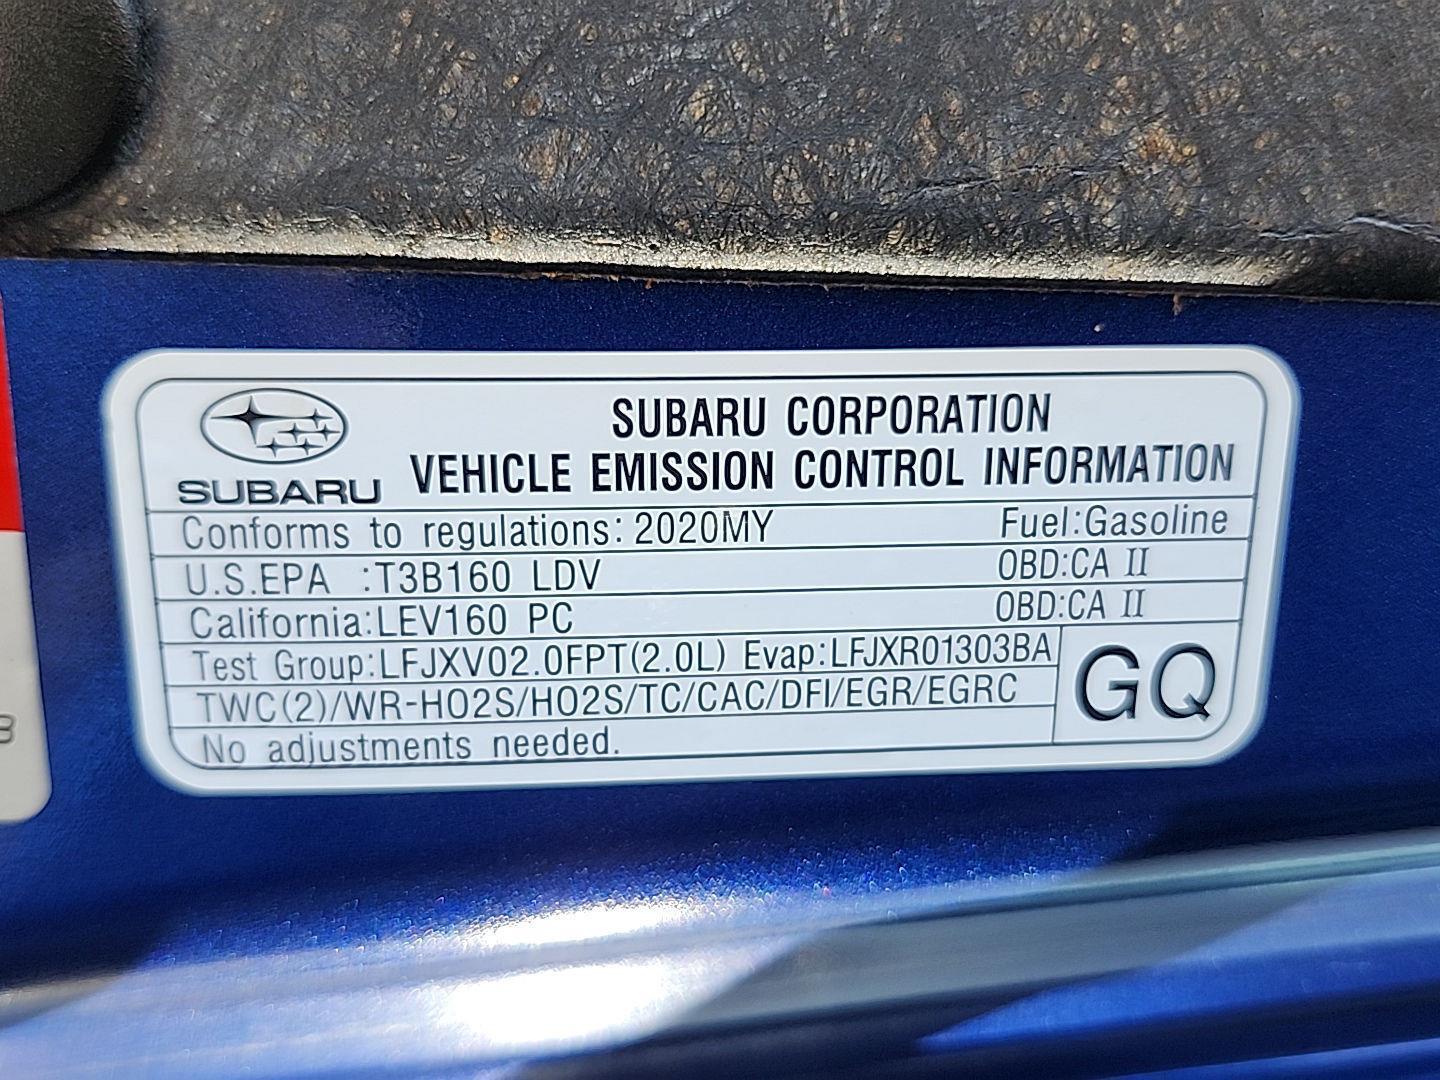 SUBARU CORPORATION
SUBARU VEHICLE EMISSION CONTROL INFORMATION
Conforms to regulations: 2020MY Fuel:Gasoline
U.S.EPA :T3B160 LDV OBD:CA II
California:LEV160 PC OBD:CA II
Test Group:LFJXV02.0FPT(2.0L) Evap:LFJXR01303BA
TWC(2)/WR-HO2S/HO2S/TC/CAC/DFI/EGR/EGRC
GQ
No adjustments needed.